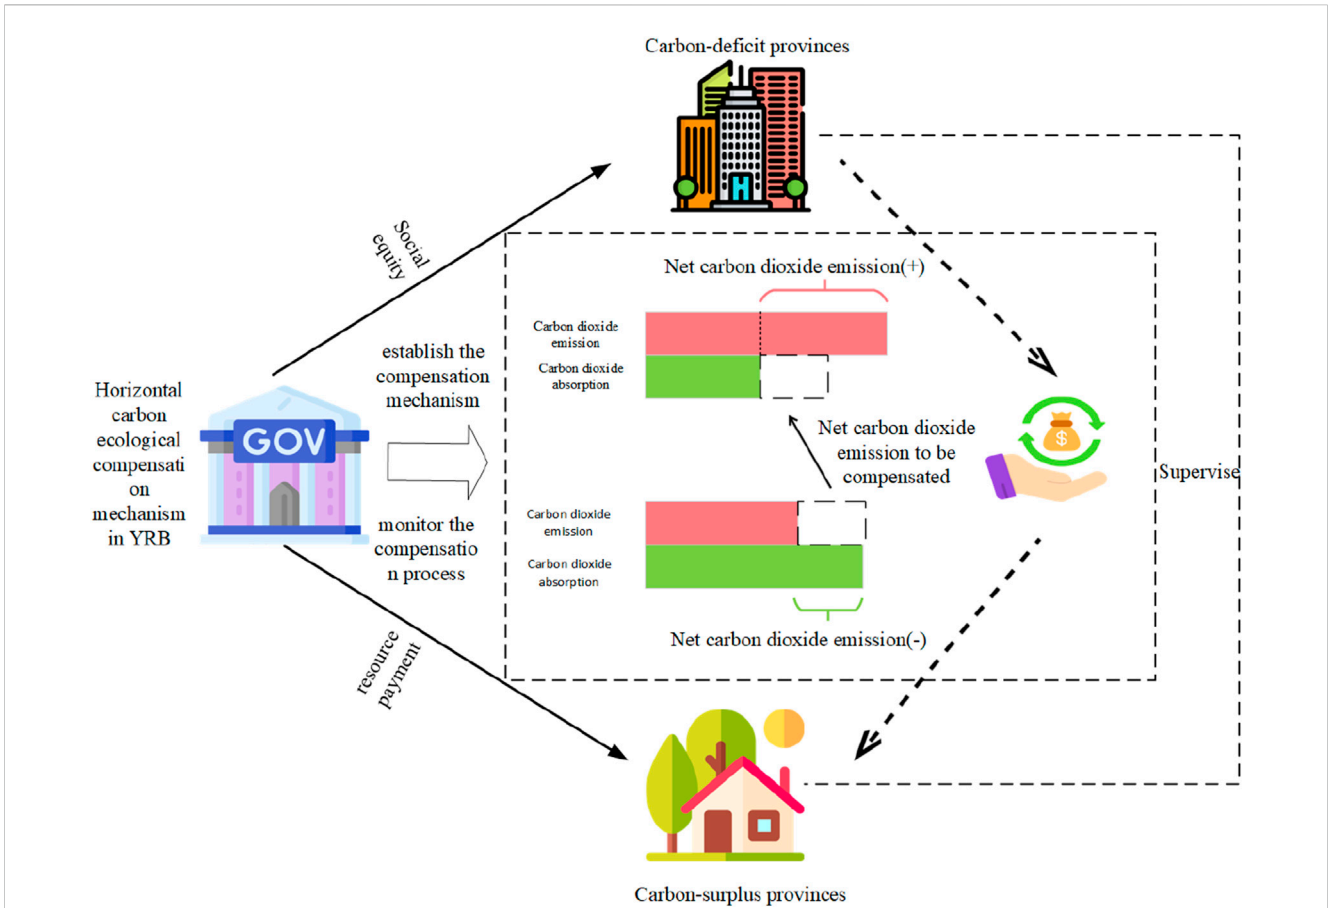 Carbon-deficit provinces
Social
equity
Net carbon dioxide emission(+)
Carbon dioxide
emission
Carbon dioxide
absorption
establish the
compensation
mechanism
Horizontal
carbon
ecological
compensati
on
mechanism
in YRB
GOV
Net carbon dioxide
emission to be
compensated
$
Supervise
monitor the
compensatio
n process
Carbon dioxide
emission
Carbon dioxide
absorption
Net carbon dioxide emission(-)
resource
payment
Carbon-surplus provinces